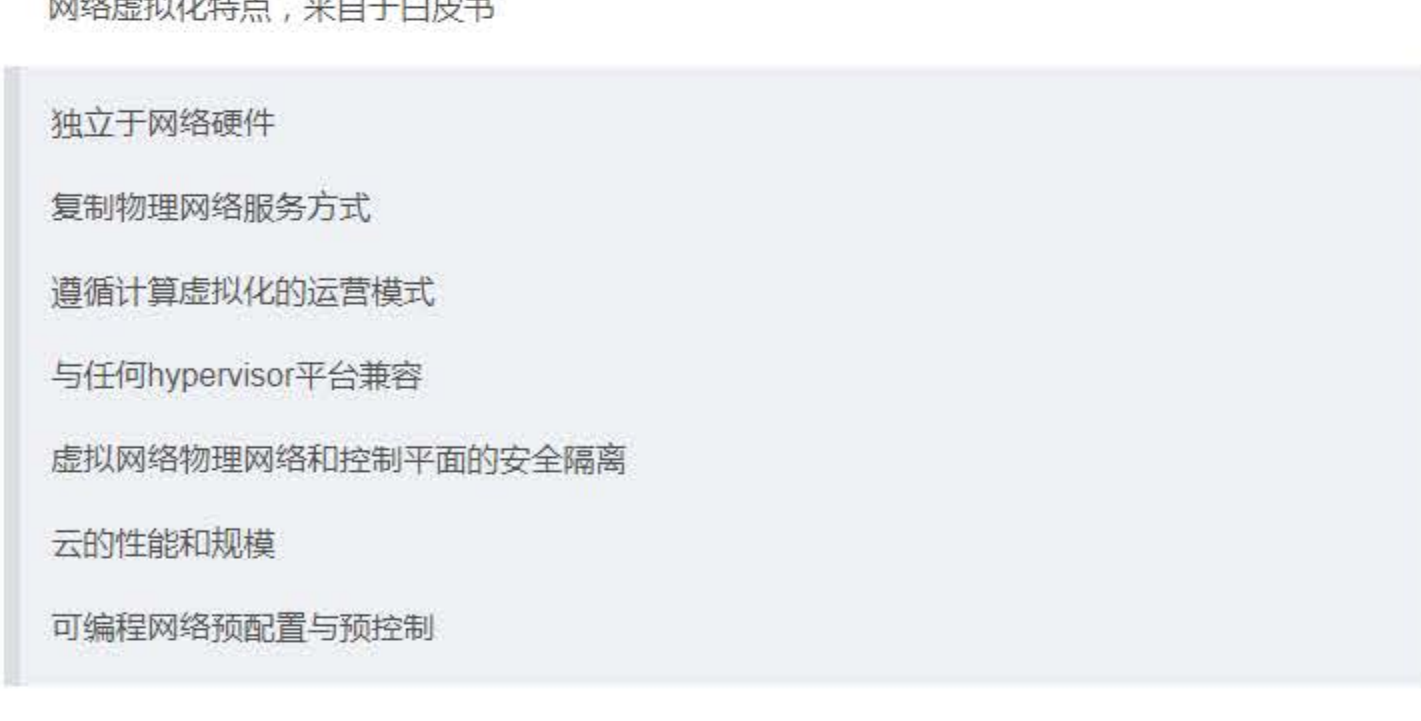 网络虚拟化特点，来自于白皮书
独立于网络硬件
复制物理网络服务方式
遵循计算虚拟化的运营模式
与任何hypervisor平台兼容
虚拟网络物理网络和控制平面的安全隔离
云的性能和规模
可编程网络预配置与预控制